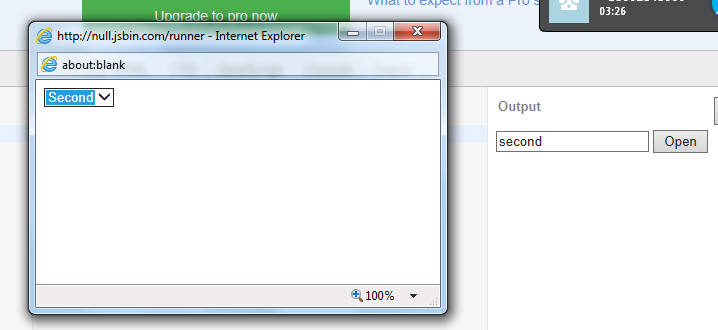 Upgrade to pro now
What to expect from a Pro
03:26
http://null.jsbin.com/runner - Internet Explorer
about:blank
Second
Output
second
Open
100%